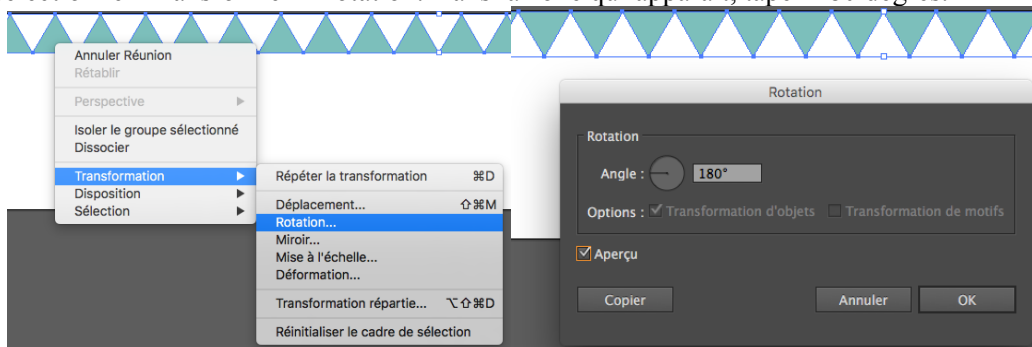 Annuler Réunion
Rétablir
Perspective
Isoler le groupe sélectionné
Dissocier
Transformation
Disposition
Sélection
Répéter la transformation ⌘D
Déplacement... ⇧⌘M
Rotation...
Miroir...
Mise à l'échelle...
Déformation...
Transformation répartie... ⌥⇧⌘D
Réinitialiser le cadre de sélection
Rotation
Rotation
Angle : 180°
Options : Transformation d'objets Transformation de motifs
Aperçu
Copier Annuler OK